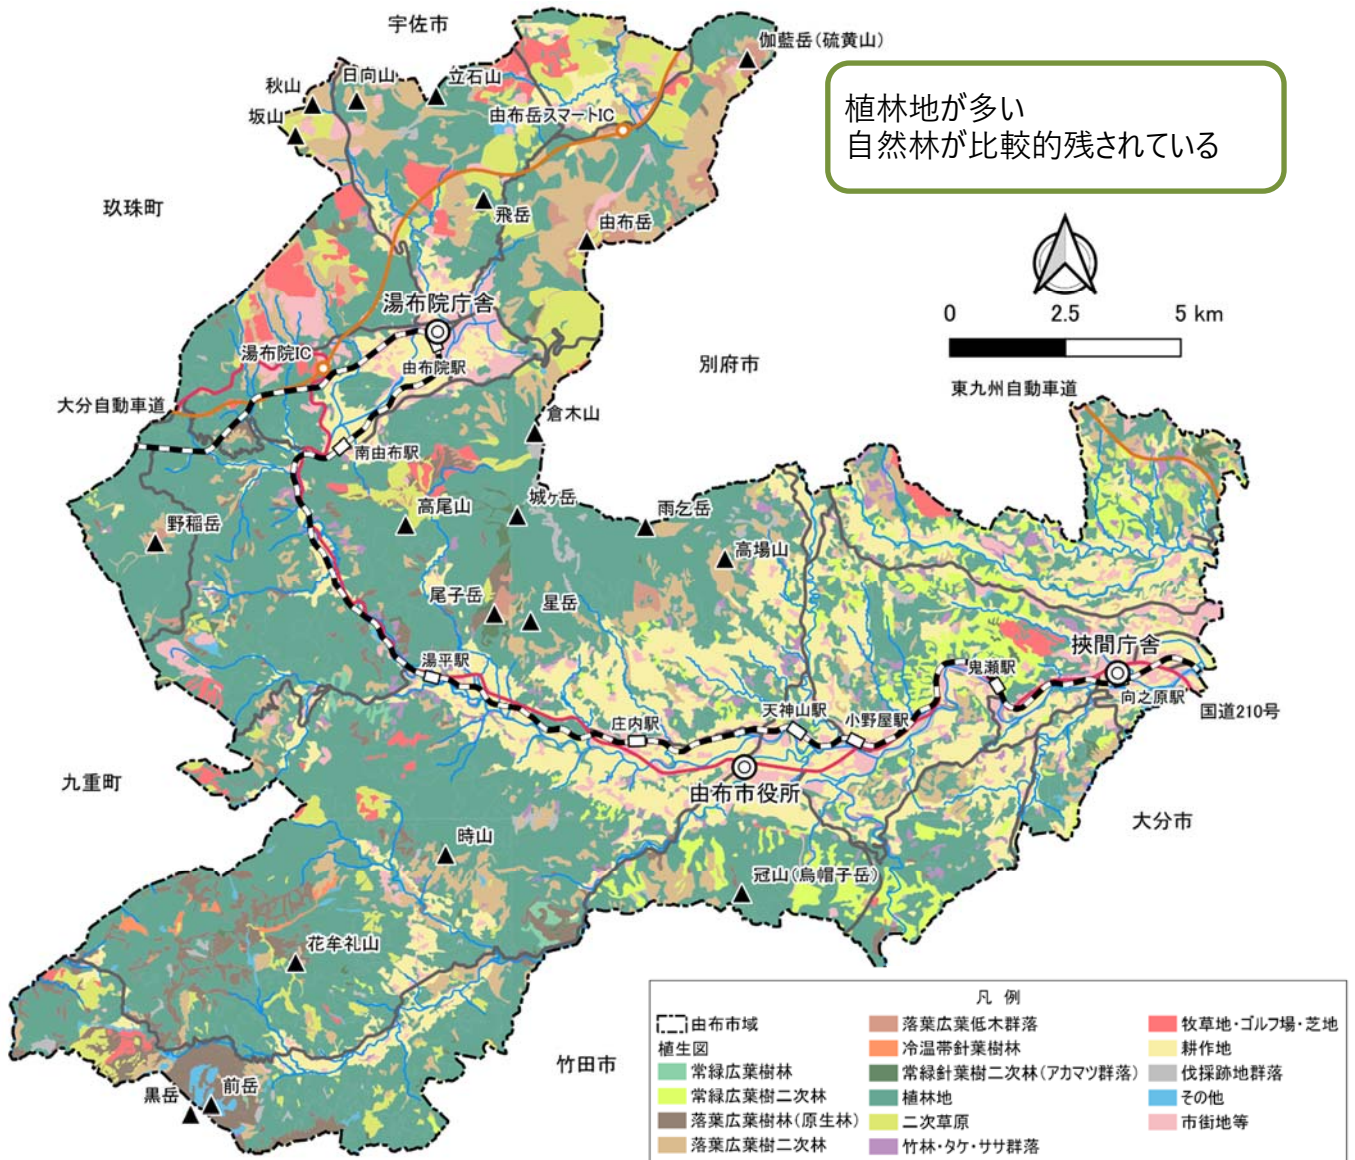 宇佐市
伽藍岳(硫黄山)
秋山
日向山
立石山
坂山
由布岳スマートIC
植林地が多い
自然林が比較的残されている
玖珠町
飛岳
由布岳
湯布院庁舎
0 2.5 5 km
湯布院IC
由布院駅
別府市
東九州自動車道
大分自動車道
倉木山
南由布駅
野稲岳
高尾山
城ヶ岳
雨乞岳
高場山
尾子岳
星岳
湯平駅
鬼瀬駅
挾間庁舎
向之原駅
国道210号
庄内駅
天神山駅
小野屋駅
由布市役所
九重町
大分市
時山
冠山(烏帽子岳)
花牟礼山
竹田市
黒岳
前岳
凡 例
由布市域
植生図
常緑広葉樹林
常緑広葉樹二次林
落葉広葉樹林(原生林)
落葉広葉樹二次林
落葉広葉低木群落
冷温帯針葉樹林
常緑針葉樹二次林(アカマツ群落)
植林地
二次草原
竹林・タケ・ササ群落
牧草地・ゴルフ場・芝地
耕作地
伐採跡地群落
その他
市街地等